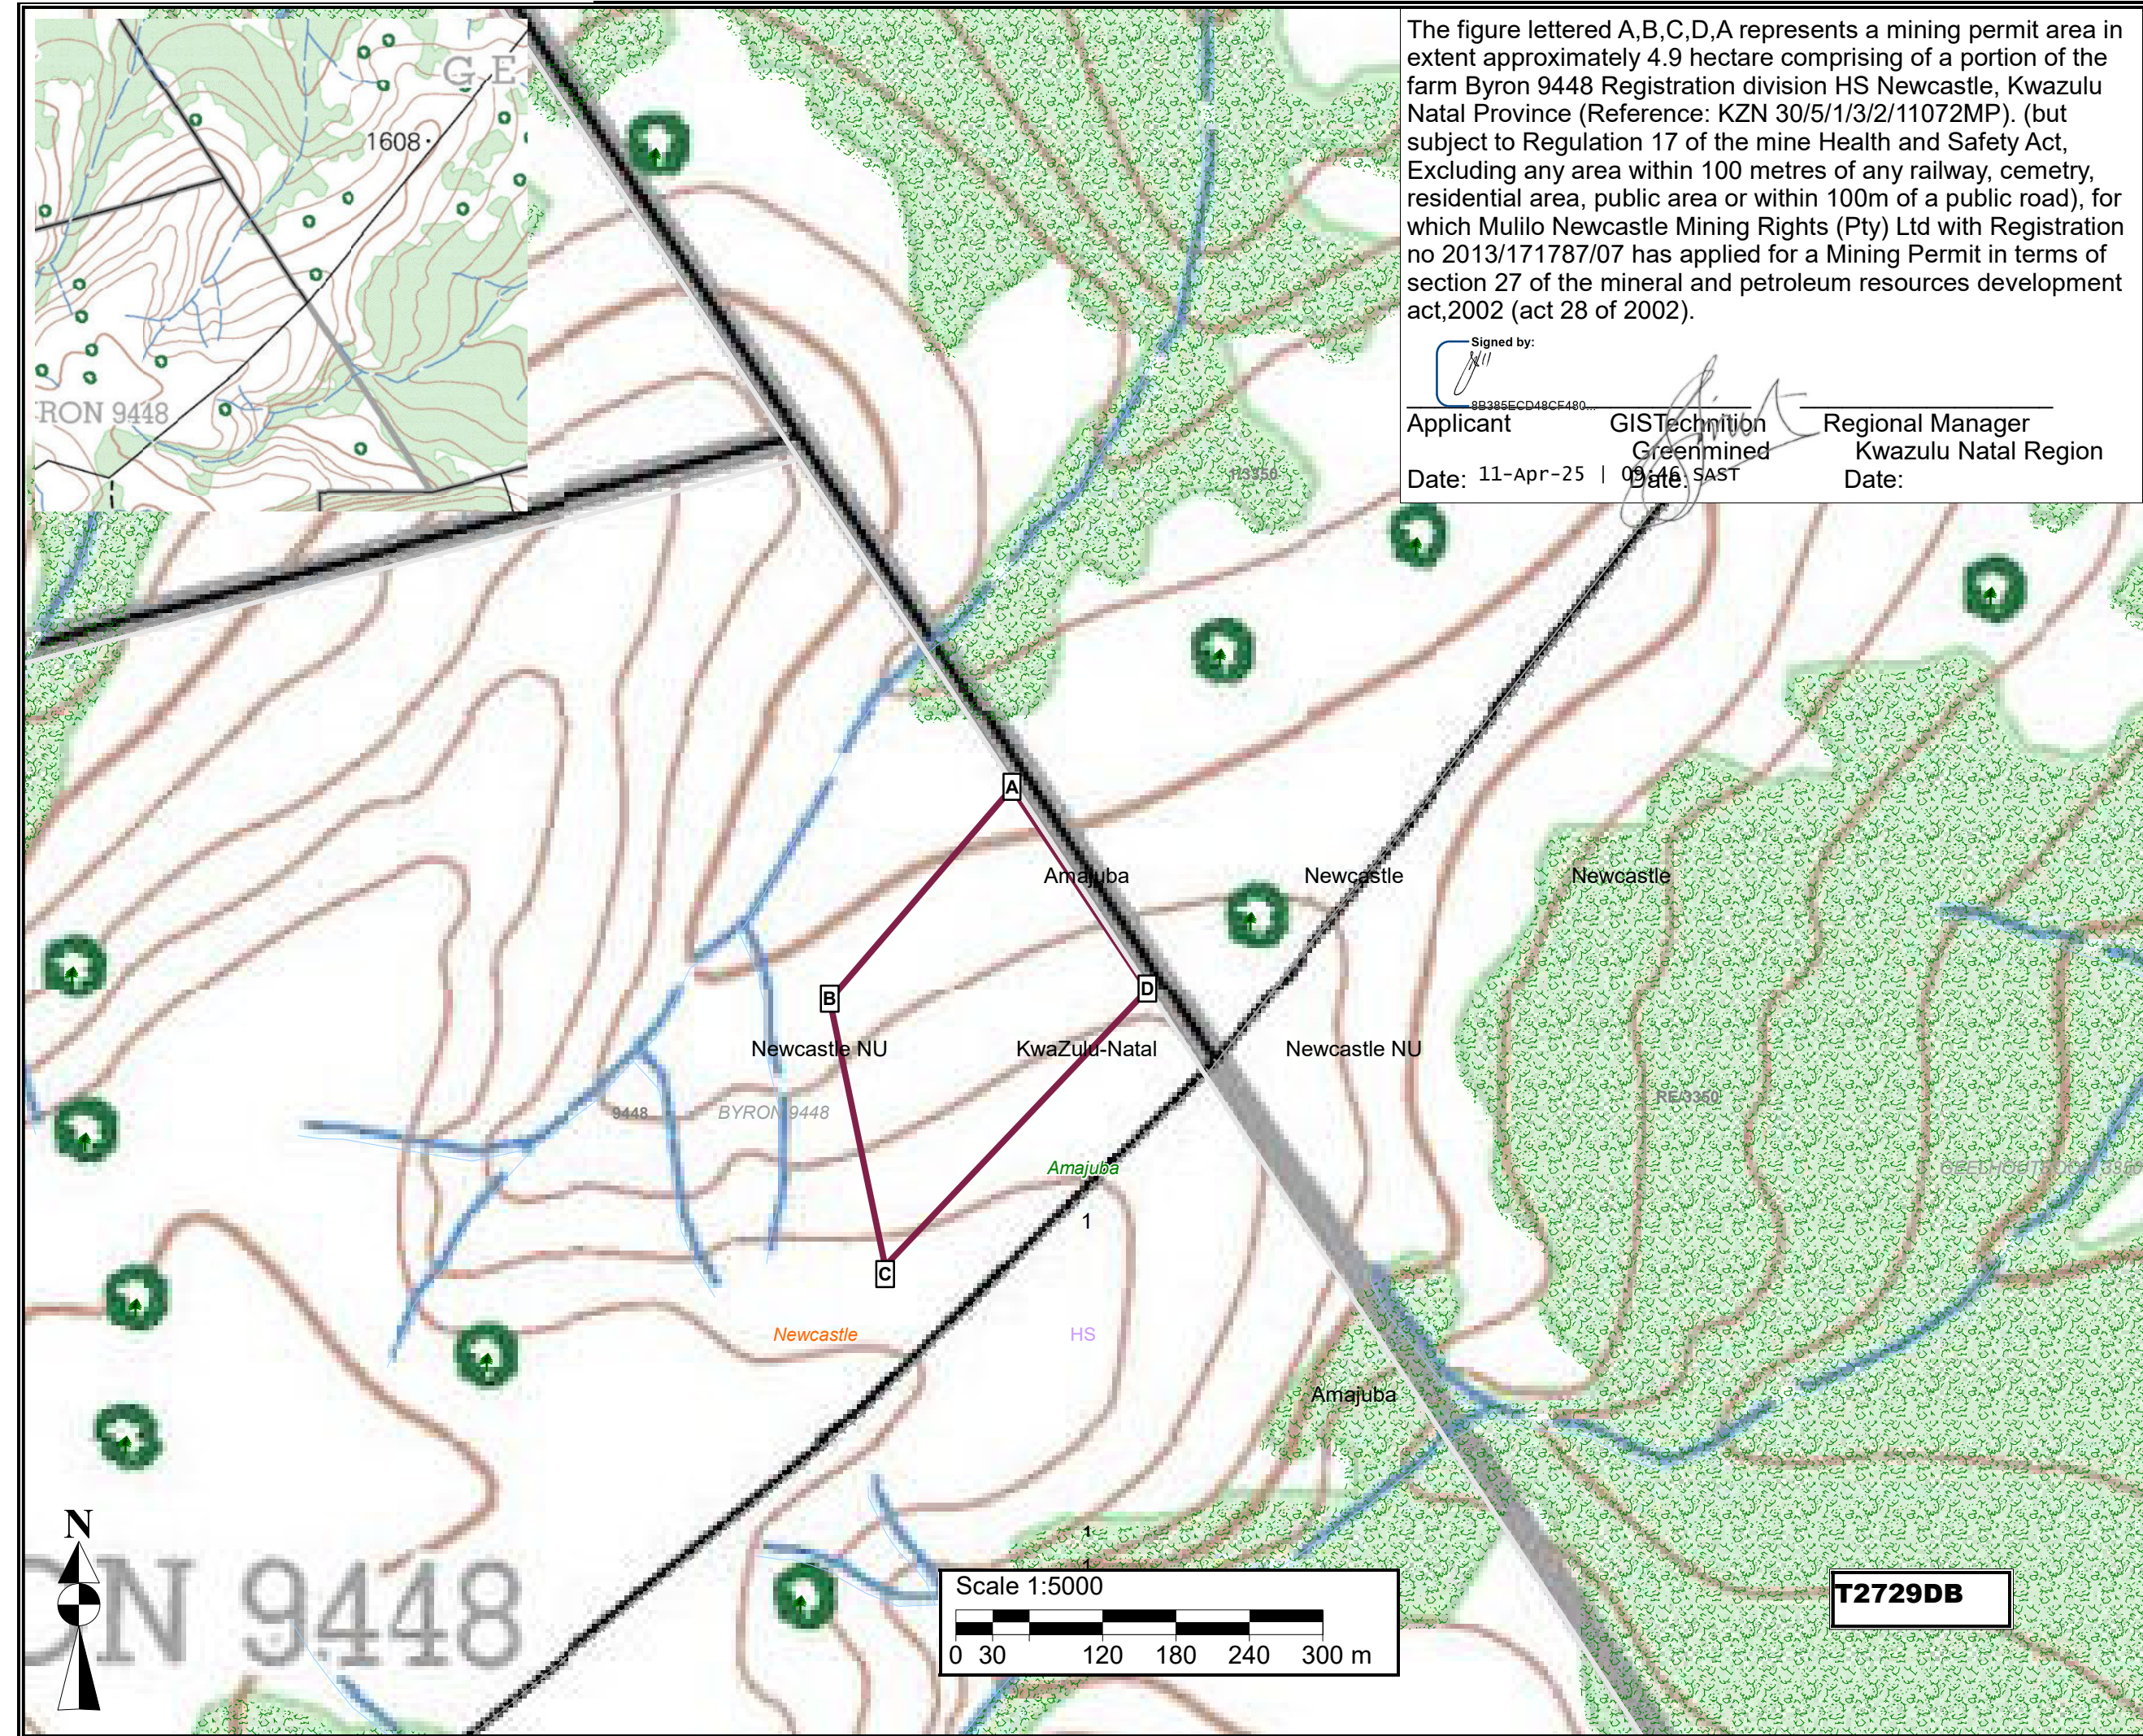 The figure lettered A,B,C,D,A represents a mining permit area in
extent approximately 4.9 hectare comprising of a portion of the
farm Byron 9448 Registration division HS Newcastle, Kwazulu
Natal Province (Reference: KZN 30/5/1/3/2/11072MP). (but
subject to Regulation 17 of the mine Health and Safety Act,
Excluding any area within 100 metres of any railway, cemetry,
residential area, public area or within 100m of a public road), for
which Mulilo Newcastle Mining Rights (Pty) Ltd with Registration
no 2013/171787/07 has applied for a Mining Permit in terms of
section 27 of the mineral and petroleum resources development
act,2002 (act 28 of 2002).
Signed by:
8B385ECD48CF480...
Applicant GISTechnition Regional Manager
Greenmined Kwazulu Natal Region
Date: 11-Apr-25 | 09:46 SAST Date: Date:
G E
1608
RON 9448
H3350
A
Amajuba Newcastle Newcastle
B D
Newcastle NU KwaZulu-Natal Newcastle NU
9448 BYRON 9448 RE/3350
Amajuba
1
C
Newcastle HS
Amajuba
1
1
N
ON 9448
Scale 1:5000
0 30 120 180 240 300 m
T2729DB